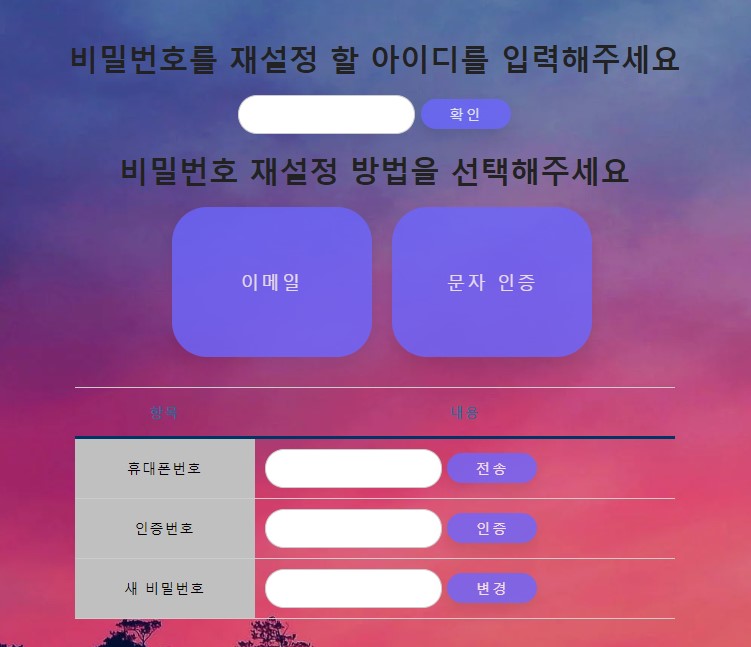 비밀번호를 재설정 할 아이디를 입력해주세요
확인
비밀번호 재설정 방법을 선택해주세요
이메일 문자 인증
항목 내용
휴대폰번호 전송
인증번호 인증
새 비밀번호 변경